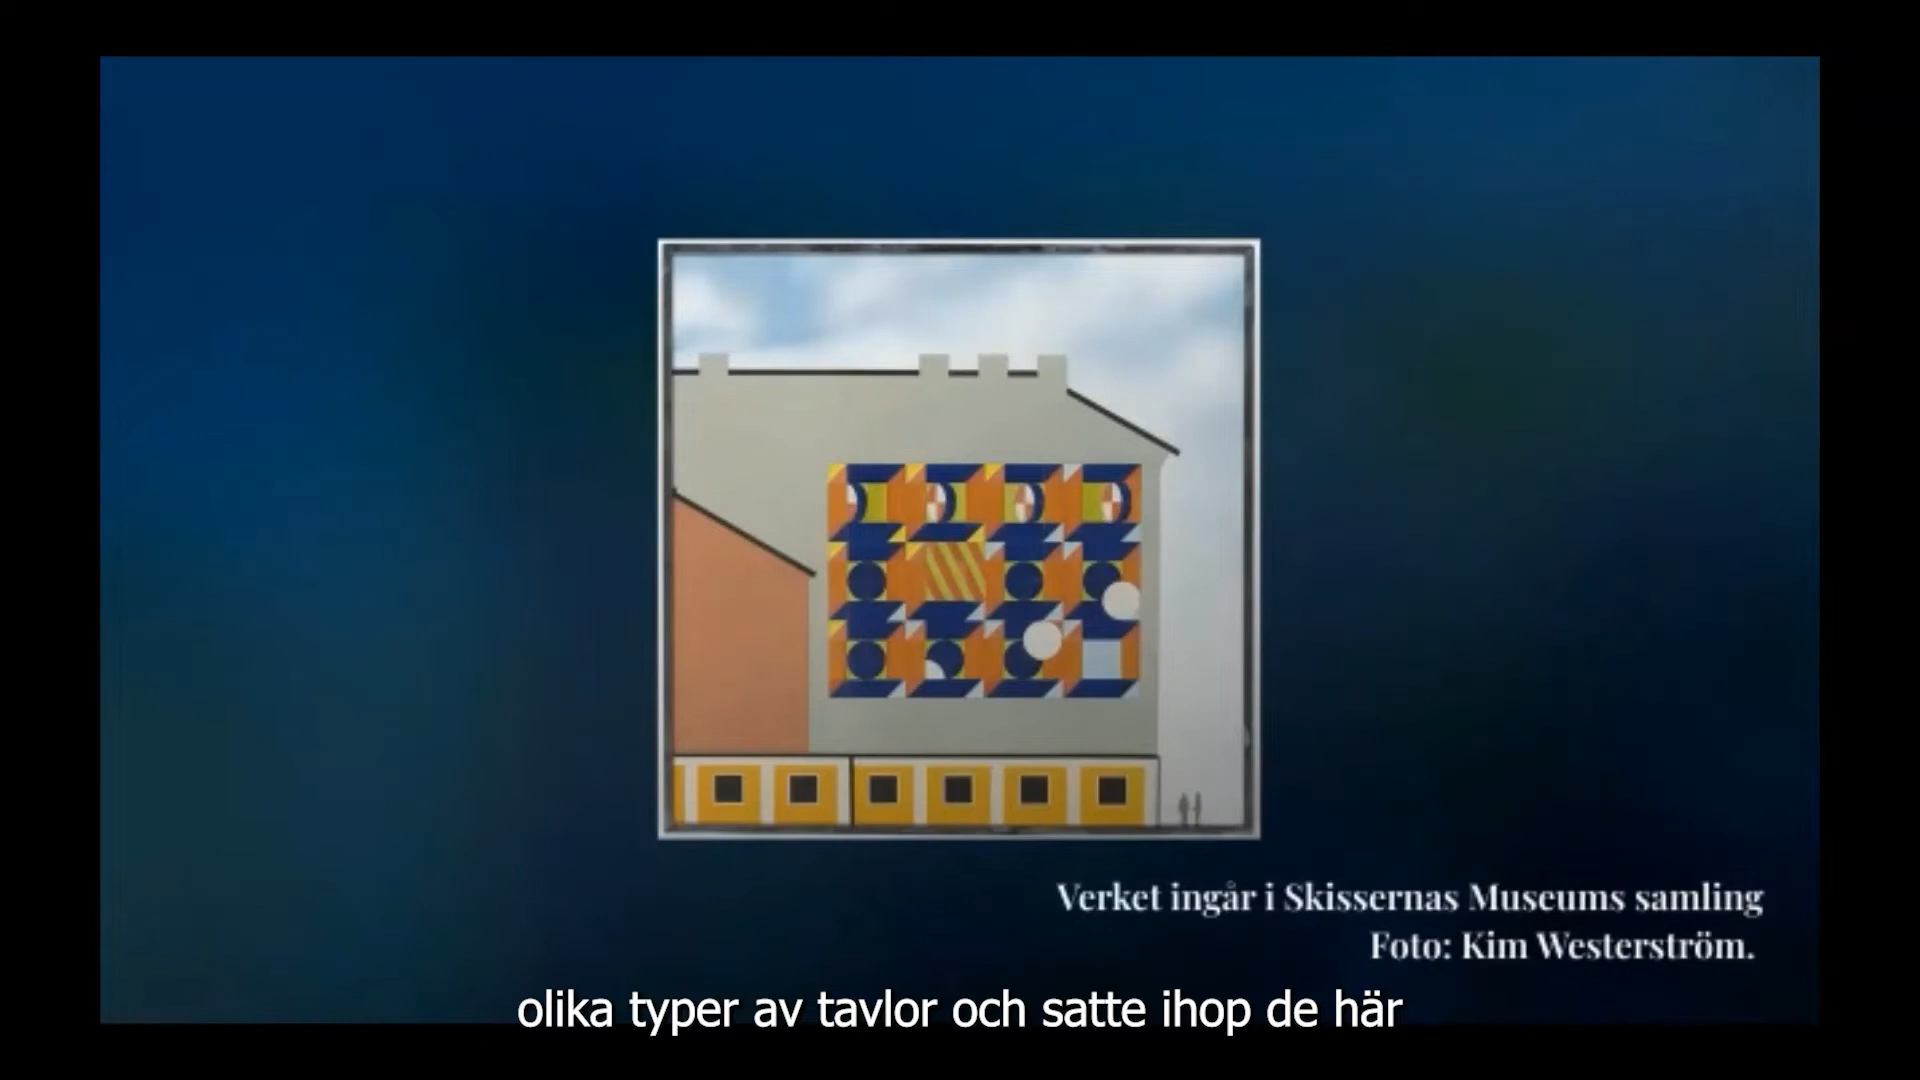 Verket ingår i Skissernas Museums samling
Foto: Kim Westerström.
olika typer av tavlor och satte ihop de här